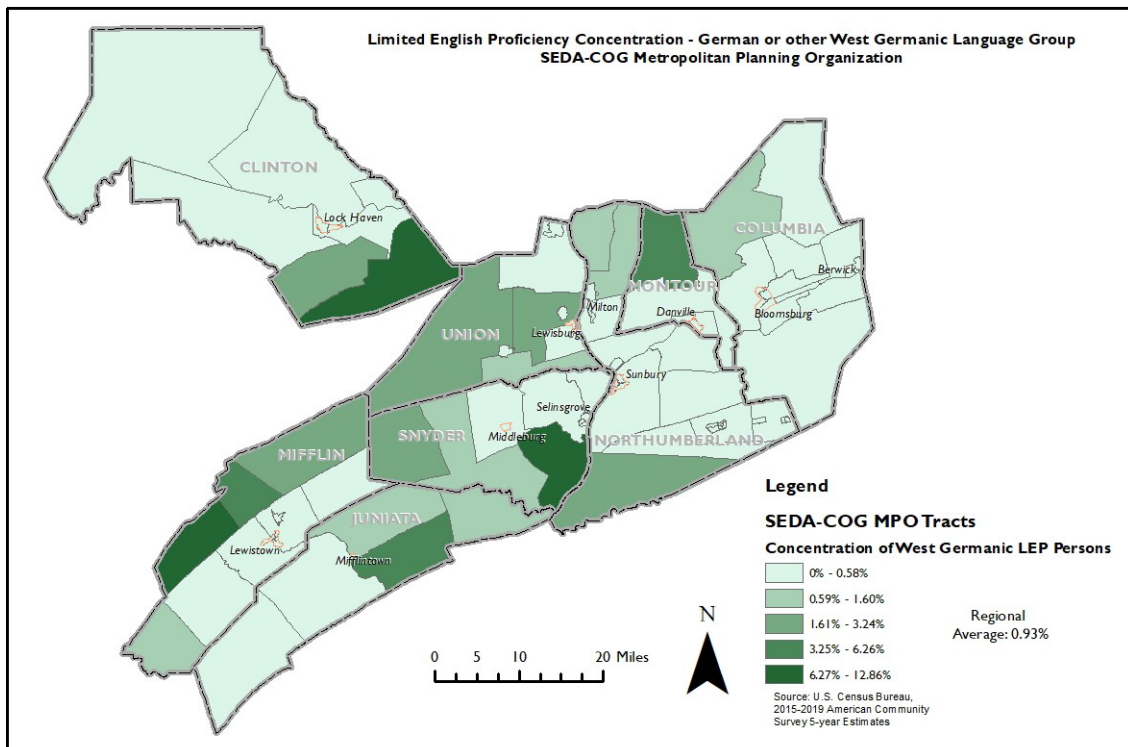 Limited English Proficiency Concentration - German or other West Germanic Language Group
SEDA-COG Metropolitan Planning Organization
CLINTON
Lock Haven
COLUMBIA
Berwick
MONTOUR
Milton
Danville
Bloomsburg
UNION
Lewisburg
Sunbury
Selinsgrove
SNYDER
Middleburg
NORTHUMBERLAND
MIFFLIN
JUNIATA
Lewistown
Mifflintown
Legend
SEDA-COG MPO Tracts
Concentration of West Germanic LEP Persons
0% - 0.58%
0.59% - 1.60%
1.61% - 3.24%
3.25% - 6.26%
6.27% - 12.86%
Regional
Average: 0.93%
N
0 5 10 20 Miles
Source: U.S. Census Bureau,
2015-2019 American Community
Survey 5-year Estimates